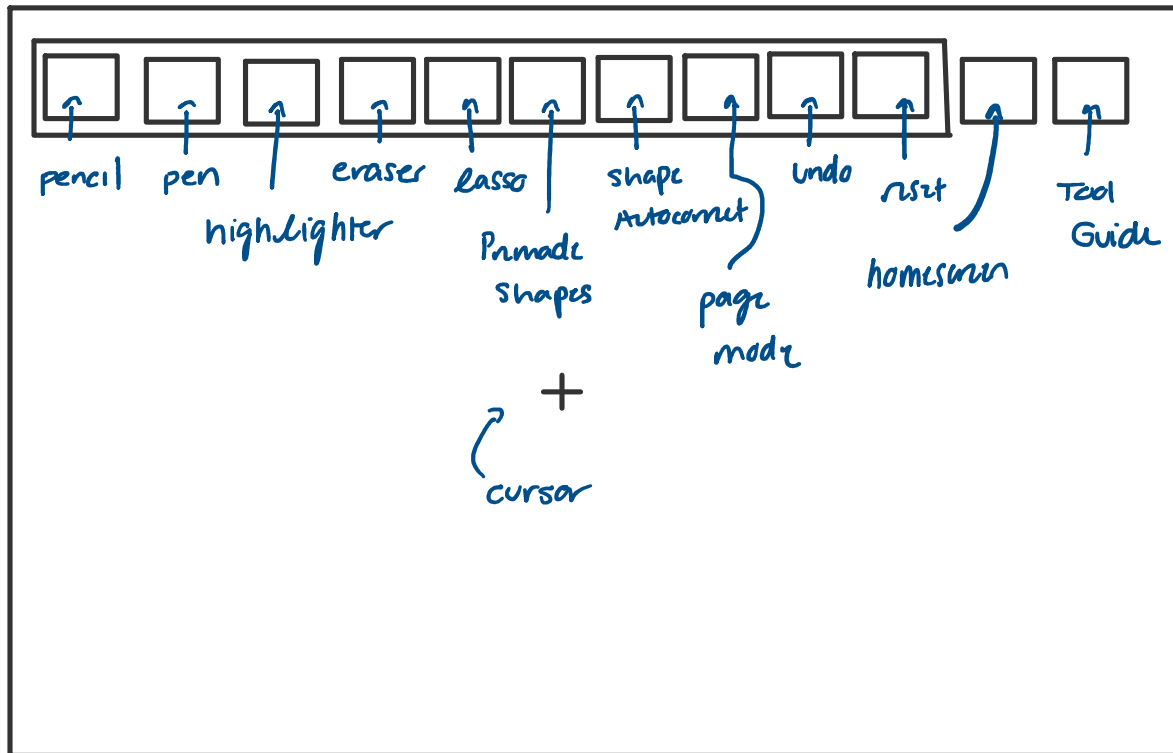 pencil
pen
highlighter
eraser
lasso
Premade
Shapes
shape
Autocorrect
page
mode
undo
reset
homescreen
Tool
Guide
cursor